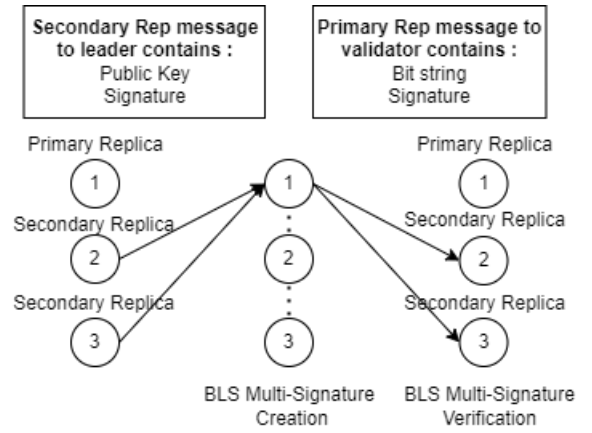 Secondary Rep message
to leader contains :
Public Key
Signature
Primary Rep message to
validator contains :
Bit string
Signature
Primary Replica
1
Secondary Replica
2
Secondary Replica
3
1
2
3
BLS Multi-Signature
Creation
Primary Replica
1
Secondary Replica
2
Secondary Replica
3
BLS Multi-Signature
Verification